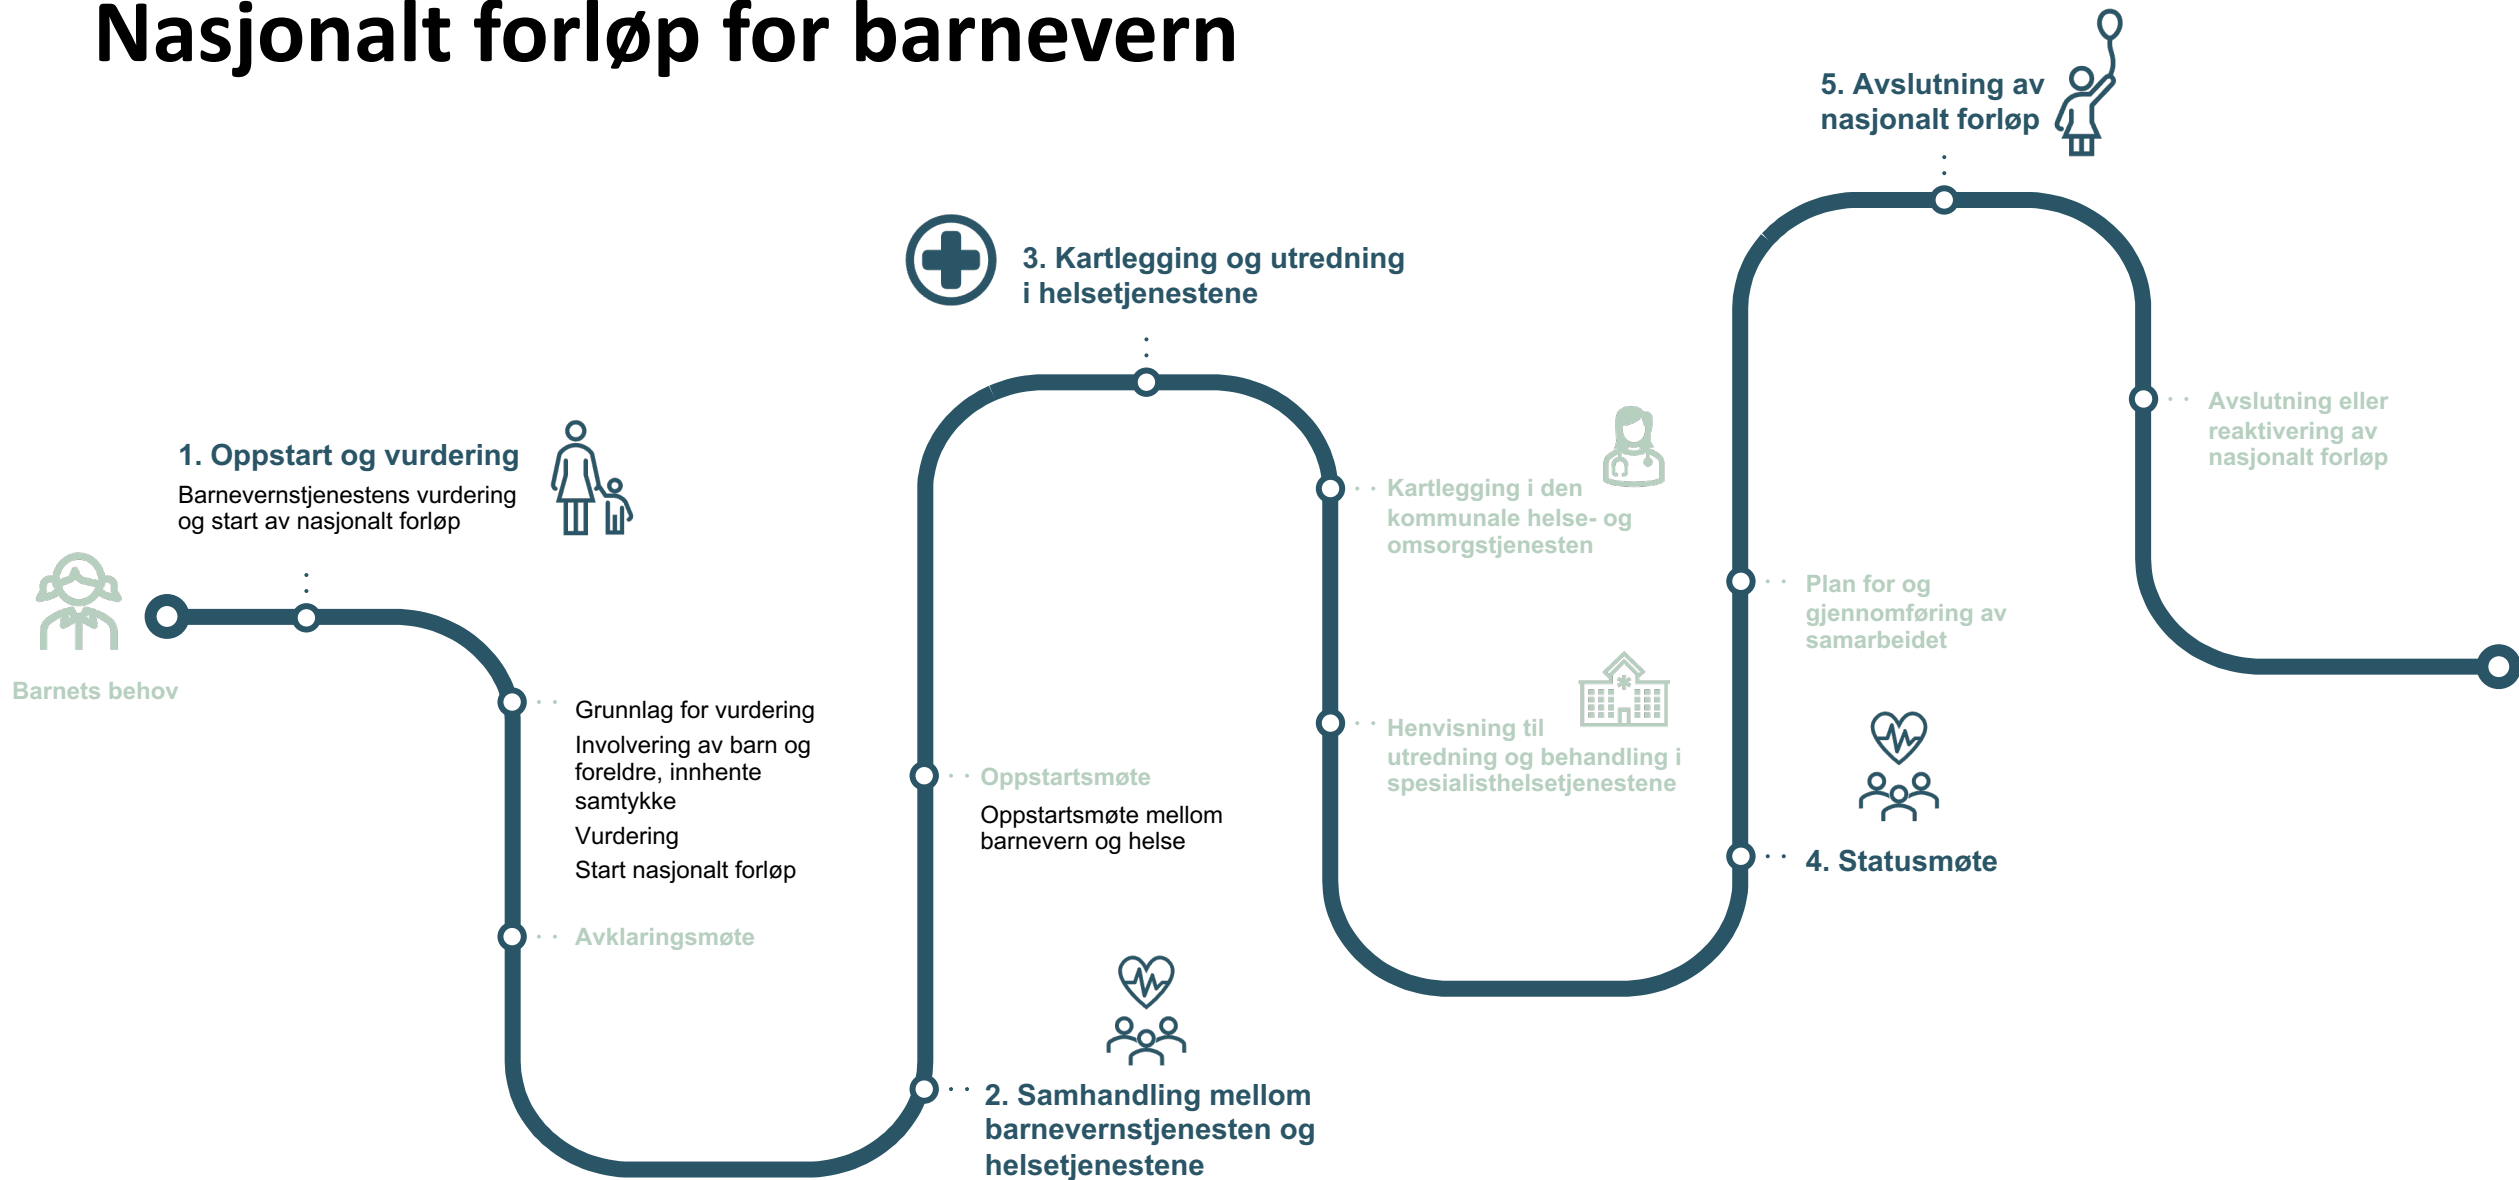 Nasjonalt forløp for barnevern
Barnets behov
1. Oppstart og vurdering
Barnevernstjenestens vurdering
og start av nasjonalt forløp
Grunnlag for vurdering
Involvering av barn og
foreldre, innhente
samtykke
Vurdering
Start nasjonalt forløp
Avklaringsmøte
2. Samhandling mellom
barnevernstjenesten og
helsetjenestene
Oppstartsmøte
Oppstartsmøte mellom
barnevern og helse
3. Kartlegging og utredning
i helsetjenestene
Kartlegging i den
kommunale helse- og
omsorgstjenesten
Henvisning til
utredning og behandling i
spesialisthelsetjenestene
4. Statusmøte
Plan for og
gjennomføring av
samarbeidet
5. Avslutning av
nasjonalt forløp
Avslutning eller
reaktivering av
nasjonalt forløp